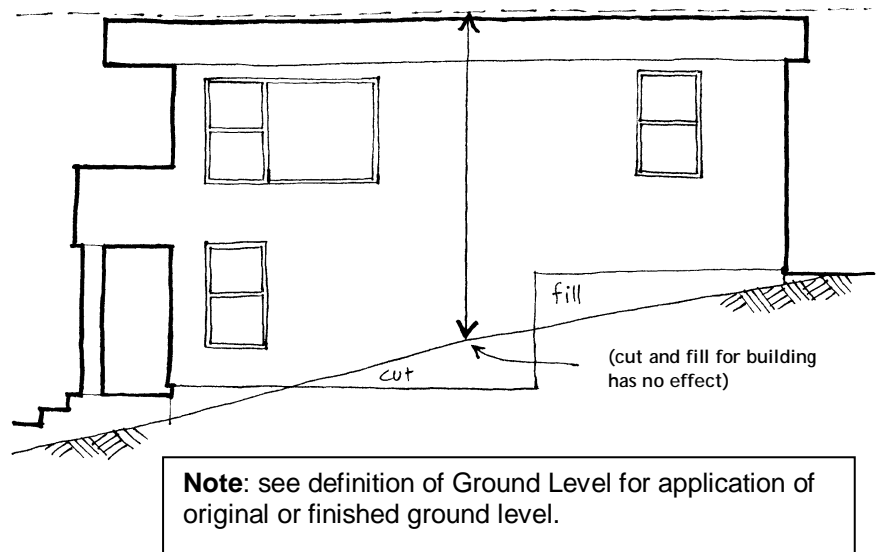 fill
(cut and fill for building
has no effect)
cut
Note: see definition of Ground Level for application of
original or finished ground level.